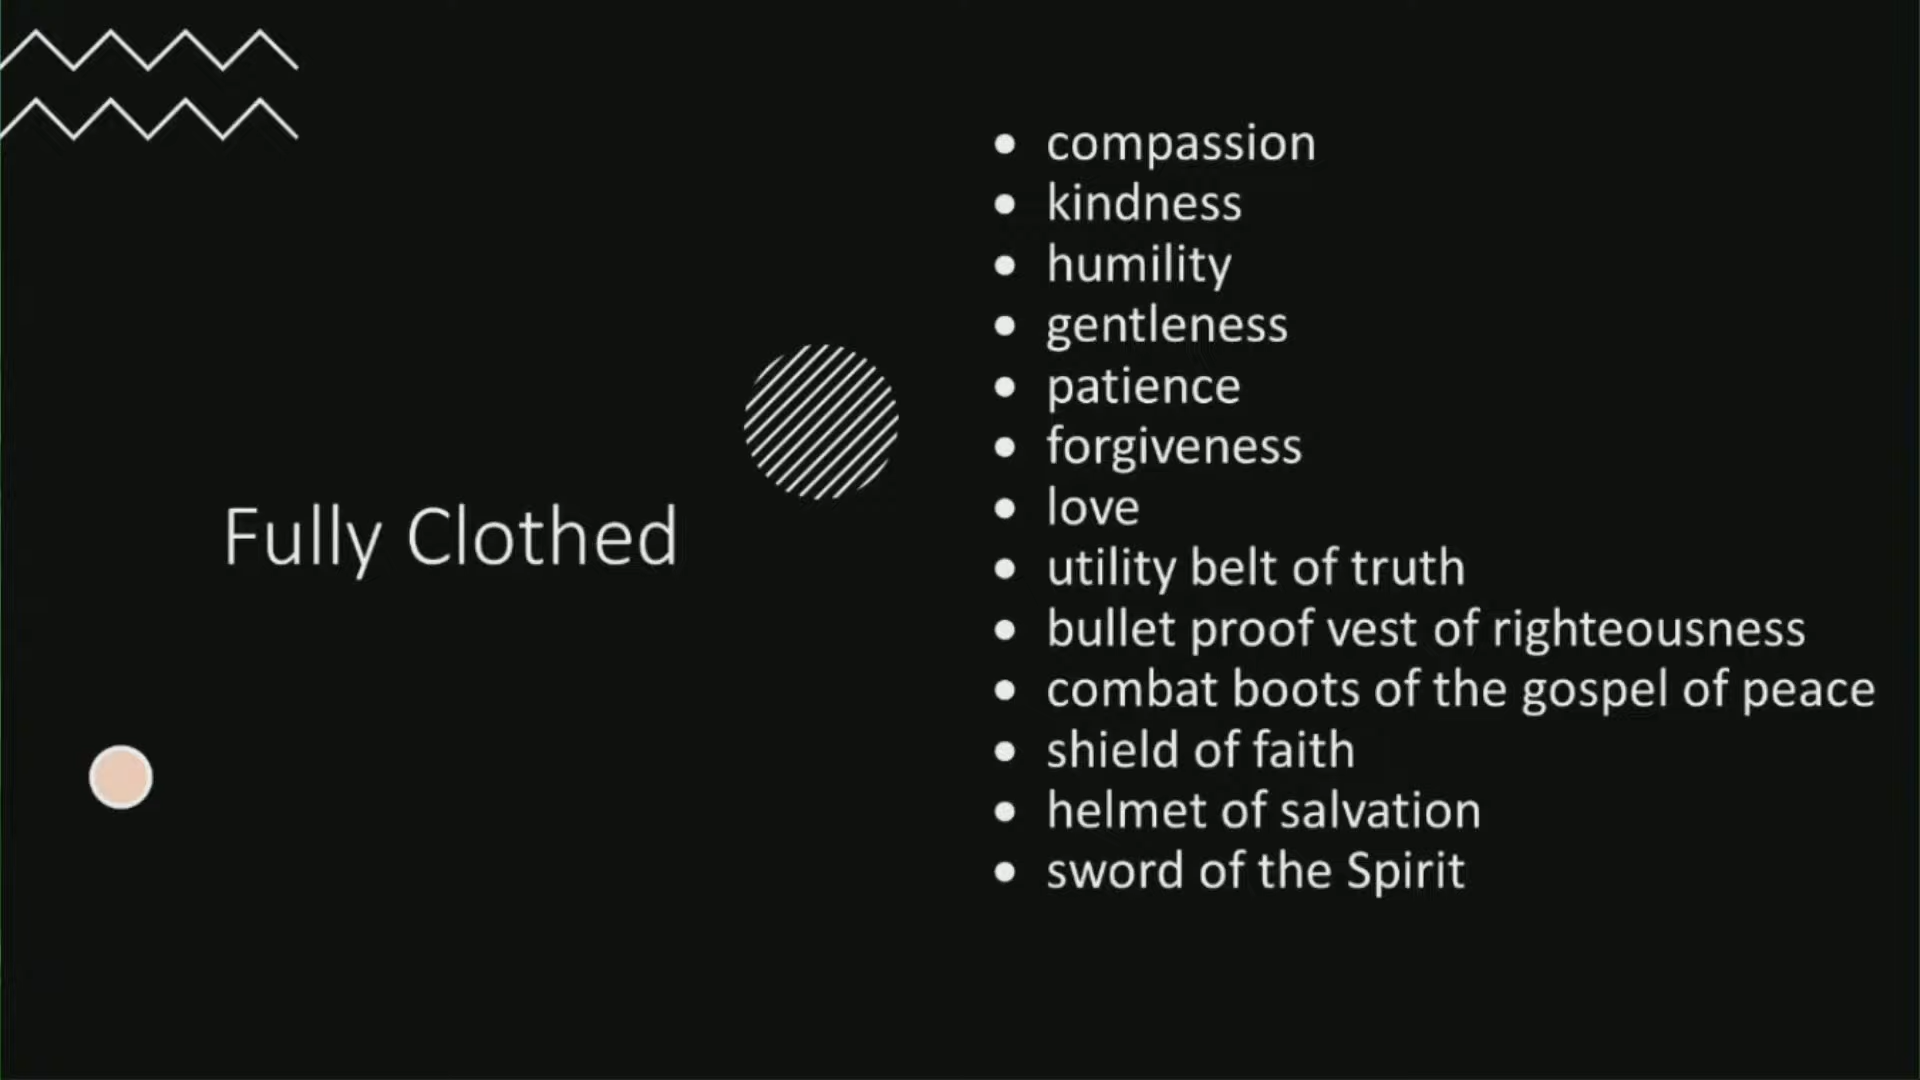 Fully Clothed
• compassion
• kindness
• humility
• gentleness
• patience
• forgiveness
• love
• utility belt of truth
• bullet proof vest of righteousness
• combat boots of the gospel of peace
• shield of faith
• helmet of salvation
• sword of the Spirit